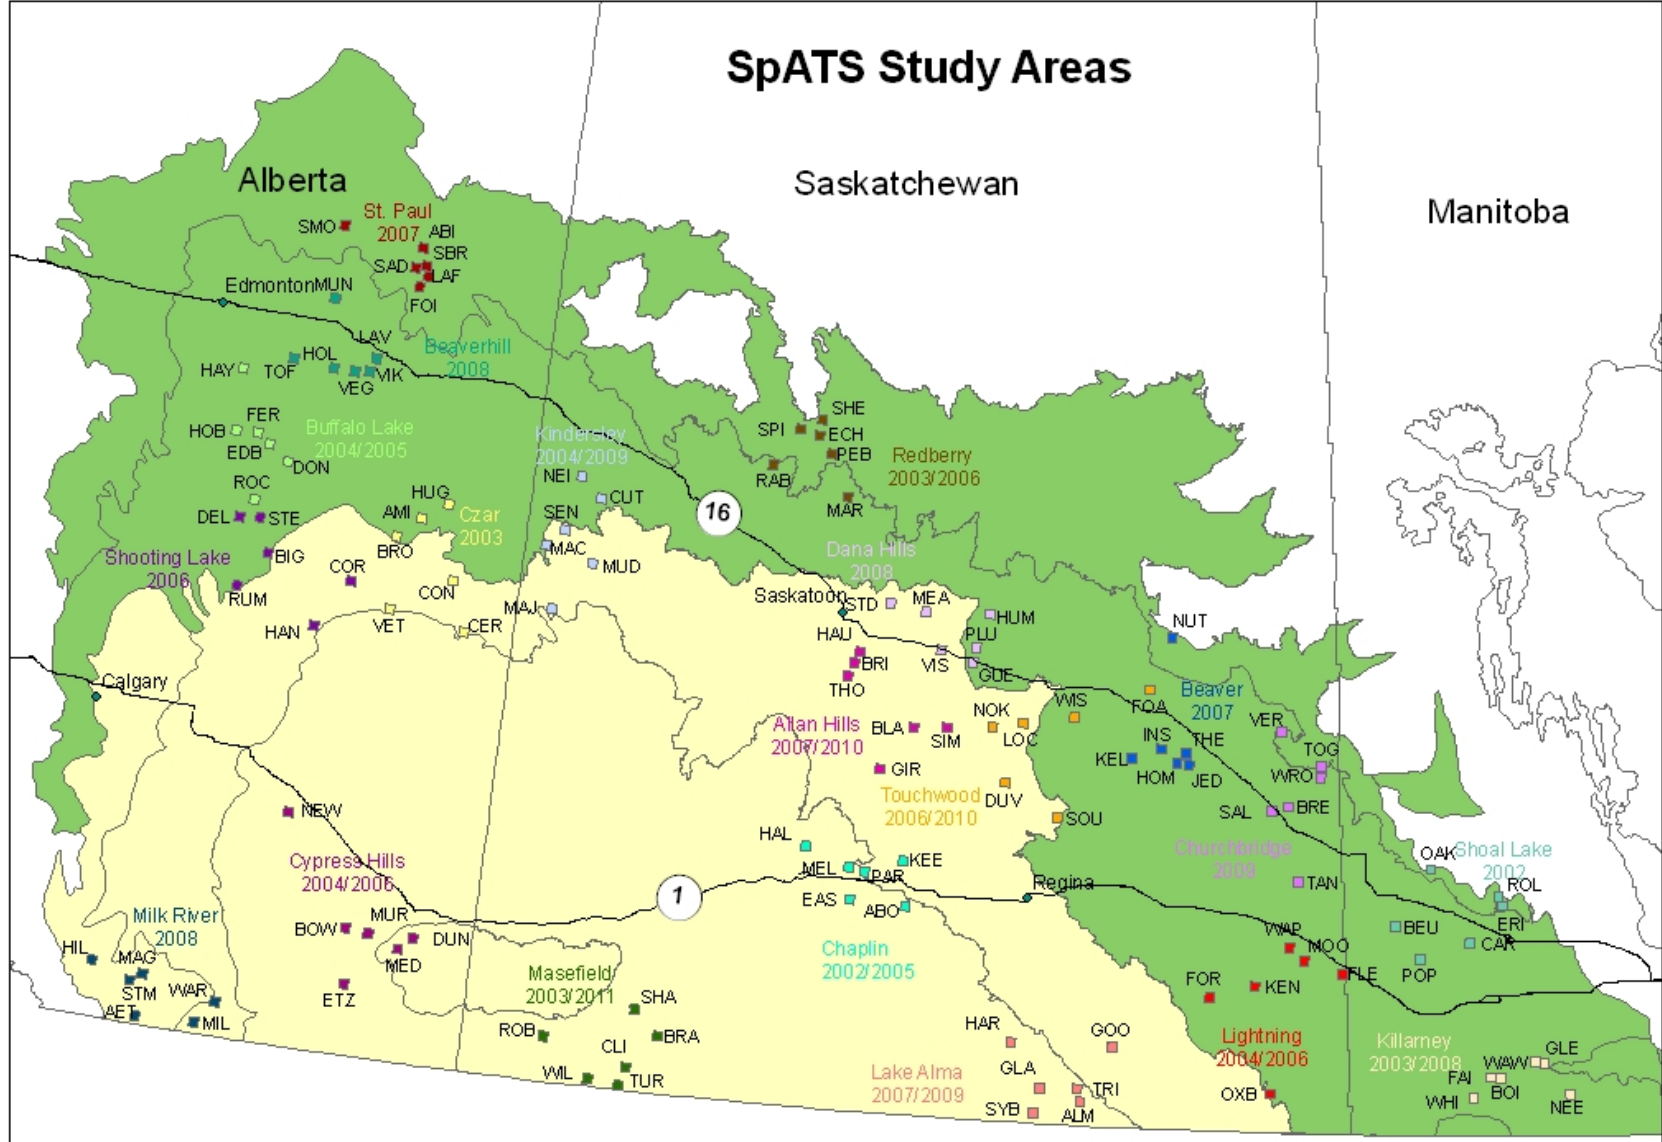 SpATS Study Areas
Alberta
Saskatchewan
Manitoba
SMO
St. Paul
2007
ABI
SBR
SAD
LAF
FOI
Edmonton
MUN
LAV
Beaverhill
2008
HAY
TOF
HOL
VEG
VIK
FER
HOB
EDB
DON
Buffalo Lake
2004/2005
ROC
DEL
STE
HUG
AMI
Czar
2003
BRO
BIG
Shooting Lake
2006
RUM
COR
CON
HAN
VET
CER
Kindersley
2004/2009
NEI
CUT
SEN
MAC
MUD
MAJ
16
SHE
SPI
ECH
PEB
RAB
Redberry
2003/2006
MAR
Dana Hills
2008
Saskatoon
STD
MEA
HUM
PLU
HAU
BRI
VIS
GUE
THO
NUT
Calgary
WIS
FOA
Beaver
2007
NOK
LOC
Allan Hills
2007/2010
BLA
SIM
GIR
INS
THE
KEL
HOM
JED
VER
TOG
WRO
Touchwood
2006/2010
DUV
SOU
SAL
BRE
NEW
HAL
MEL
PAR
KEE
Churchbridge
2009
OAK
Shoal Lake
2002
Cypress Hills
2004/2006
1
Regina
TAN
ROL
EAS
ABO
ERI
Milk River
2008
BOW
MUR
DUN
MED
WAP
MOO
BEU
CAR
HIL
MAG
STM
WAR
AET
MIL
ETZ
Masefield
2003/2011
Chaplin
2002/2005
FOR
KEN
FLE
POP
SHA
ROB
BRA
CLI
WIL
TUR
HAR
GOO
GLA
Lake Alma
2007/2009
SYB
TRI
ALM
Lightning
2004/2006
OXB
Killarney
2003/2008
WAW
GLE
FAI
BOI
WHI
NEE